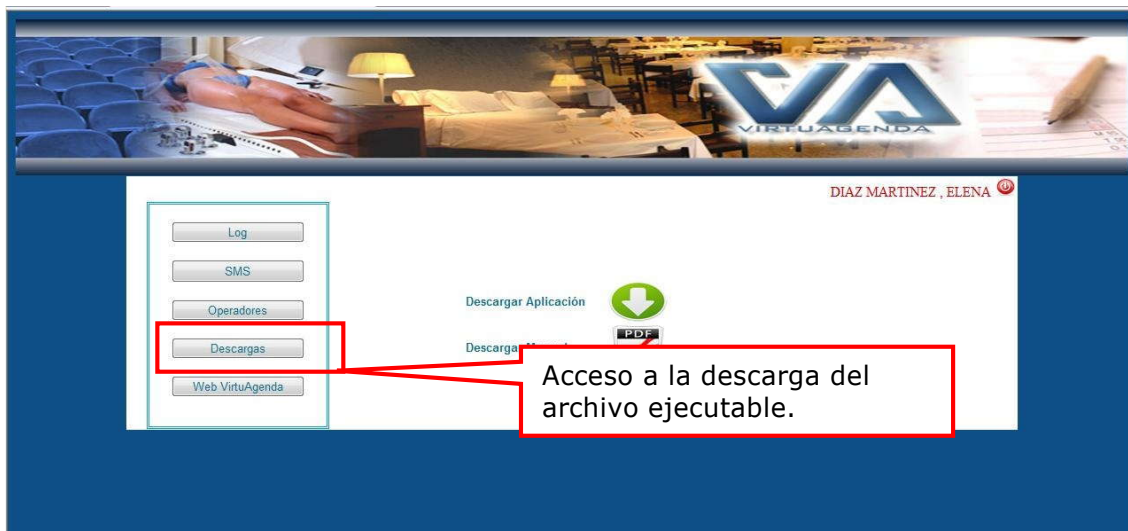 VIRTUAGENDA
DIAZ MARTINEZ , ELENA
Log
SMS
Operadores
Descargas
Web VirtuAgenda
Descargar Aplicación
PDF
Acceso a la descarga del
archivo ejecutable.